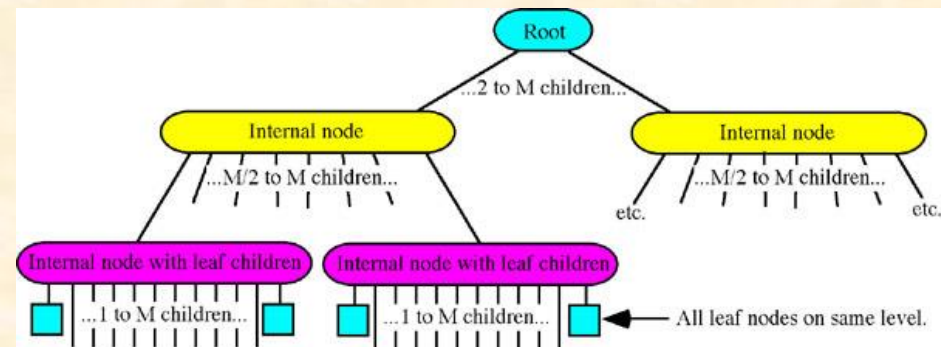 Root
...2 to M children...
Internal node
Internal node
...M/2 to M children...
...M/2 to M children...
etc.
etc.
Internal node with leaf children
Internal node with leaf children
...1 to M children...
...1 to M children...
All leaf nodes on same level.